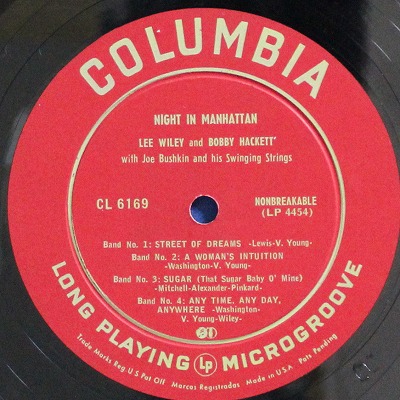 COLUMBIA
NIGHT IN MANHATTAN
LEE WILEY and BOBBY HACKETT
with Joe Bushkin and his Swinging Strings
CL 6169
NONBREAKABLE
(LP 4454)
Band No. 1: STREET OF DREAMS -Lewis-V. Young-
Band No. 2: A WOMAN'S INTUITION
-Washington-V. Young-
Band No. 3: SUGAR (That Sugar Baby O' Mine)
-Mitchell-Alexander-Pinkard-
Band No. 4: ANY TIME, ANY DAY,
ANYWHERE -Washington-
V. Young-Wiley-
LONG PLAYING Lp MICROGROOVE
Trade Marks Reg. U S Pat Off Marcas Registradas Made in U.S.A Pats Pending